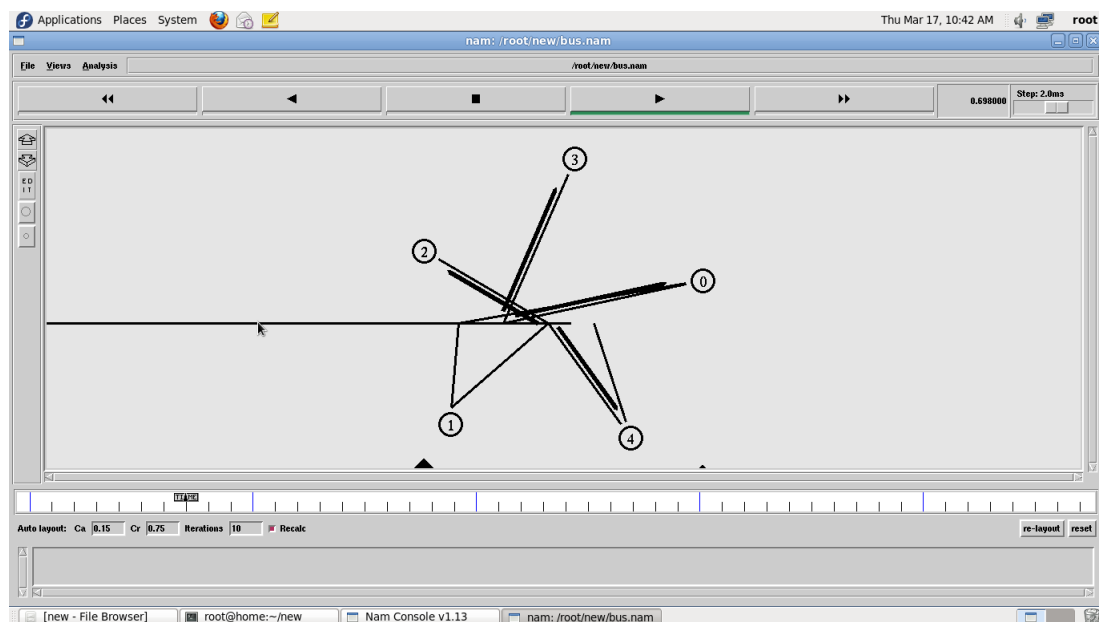 Applications Places System Thu Mar 17, 10:42 AM root
nam: /root/new/bus.nam
File Views Analysis /root/new/bus.nam
0.698000 Step: 2.0ms
ED
IT
3
2
0
1
4
TIME
Auto layout: Ca 0.15 Cr 0.75 Iterations 10 Recalc re-layout reset
[new - File Browser] root@home:~/new Nam Console v1.13 nam: /root/new/bus.nam